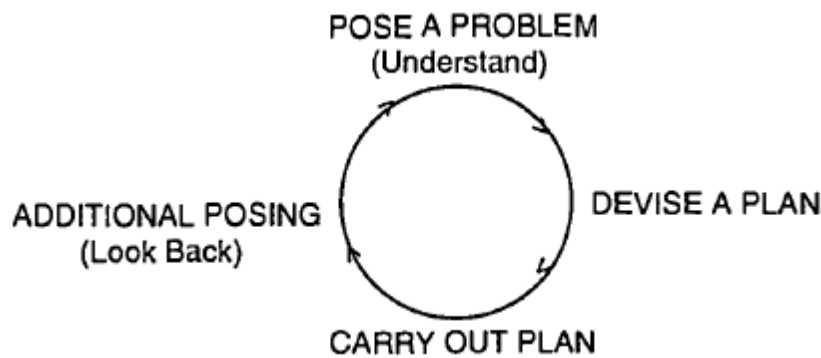 POSE A PROBLEM
(Understand)
DEVISE A PLAN
ADDITIONAL POSING
(Look Back)
CARRY OUT PLAN